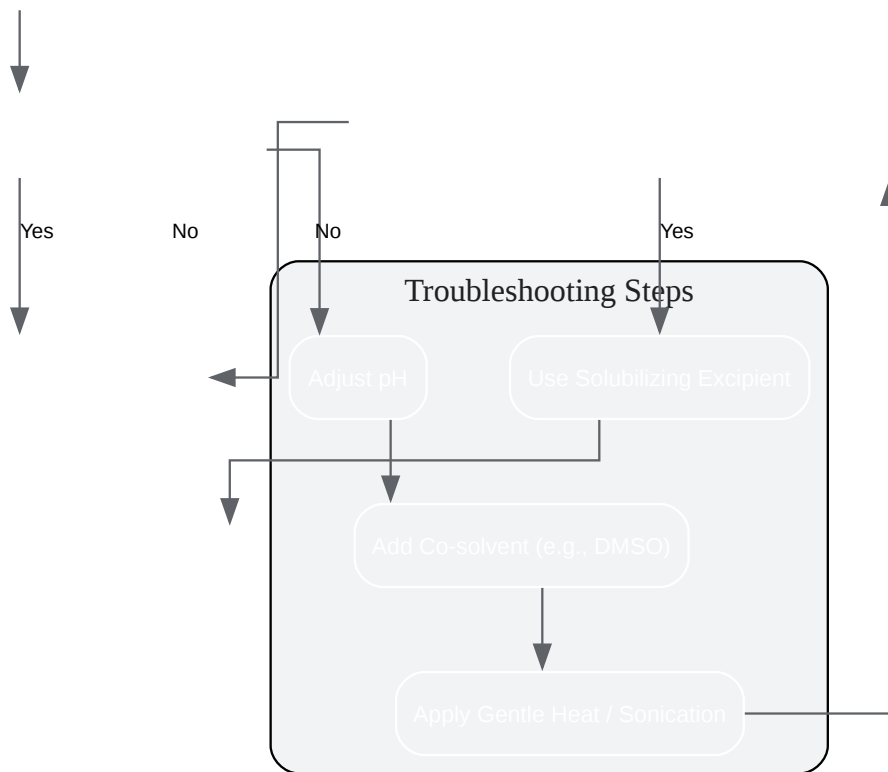 Yes
No
No
Yes
Troubleshooting Steps
Adjust pH
Use Solubilizing Excipient
Add Co-solvent (e.g., DMSO)
Apply Gentle Heat / Sonication